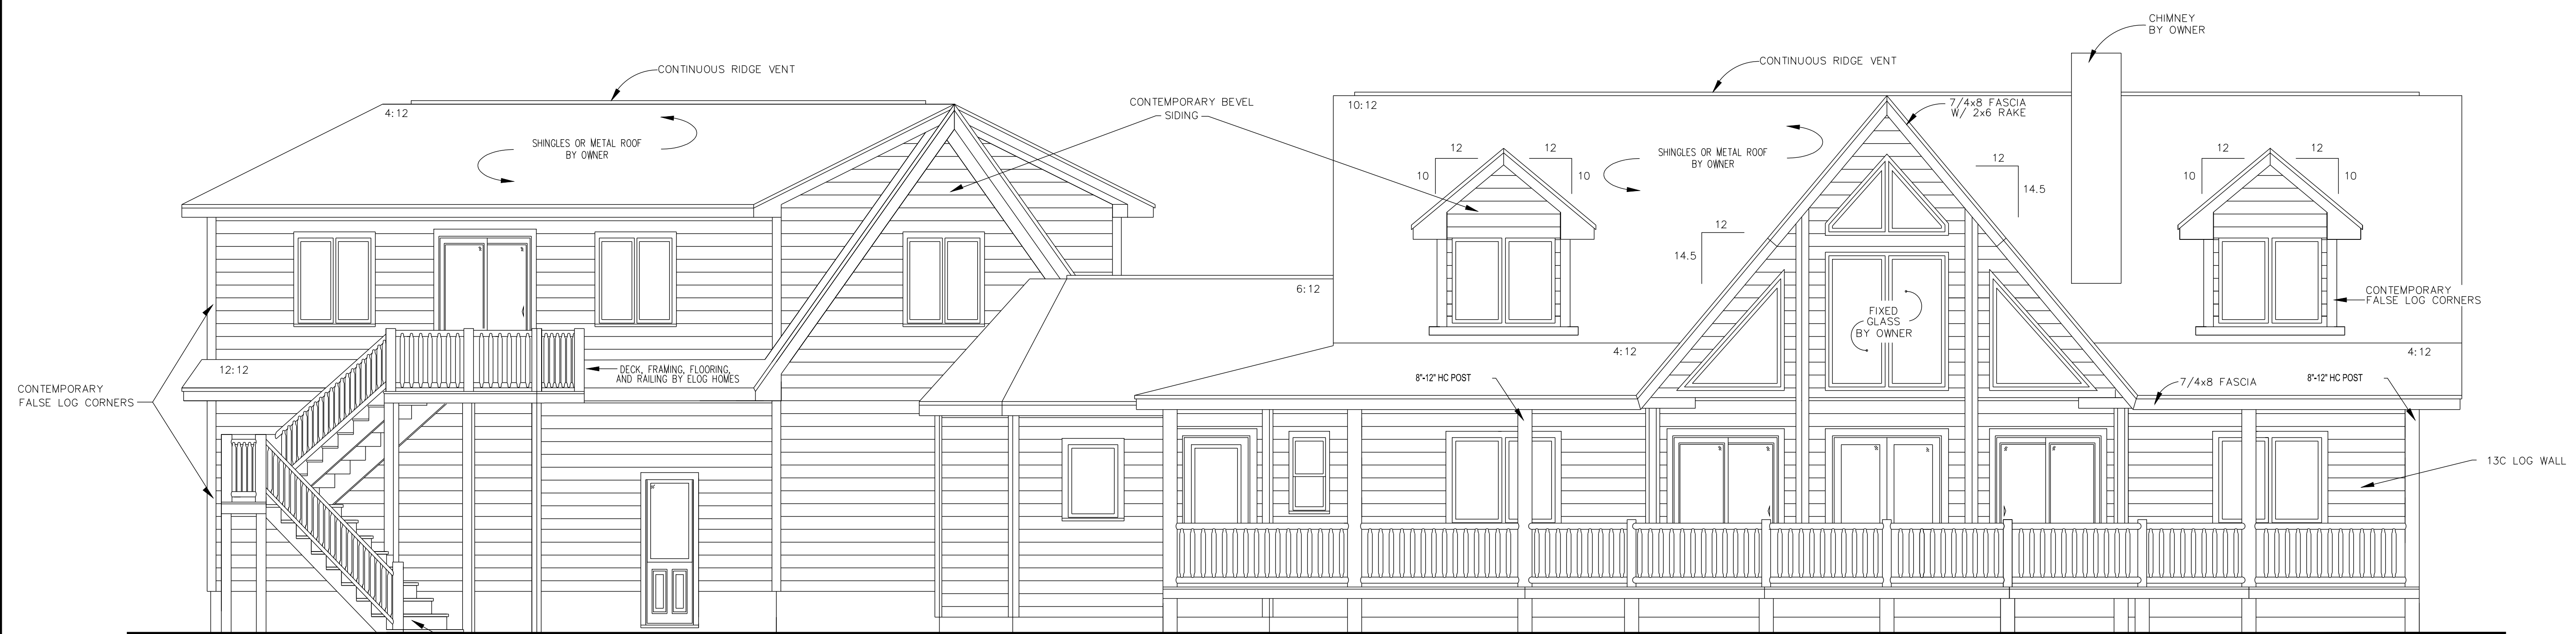 CHIMNEY
BY OWNER
CONTINUOUS RIDGE VENT
CONTINUOUS RIDGE VENT
CONTEMPORARY BEVEL
SIDING
4:12
10:12
7/4x8 FASCIA
W/ 2x6 RAKE
SHINGLES OR METAL ROOF
BY OWNER
SHINGLES OR METAL ROOF
BY OWNER
12
12
10
10
12
14.5
12
12
10
10
12
14.5
6:12
FIXED
GLASS
BY OWNER
CONTEMPORARY
FALSE LOG CORNERS
4:12
4:12
12:12
DECK, FRAMING, FLOORING,
AND RAILING BY ELOG HOMES
8"-12" HC POST
7/4x8 FASCIA
8"-12" HC POST
CONTEMPORARY
FALSE LOG CORNERS
13C LOG WALL